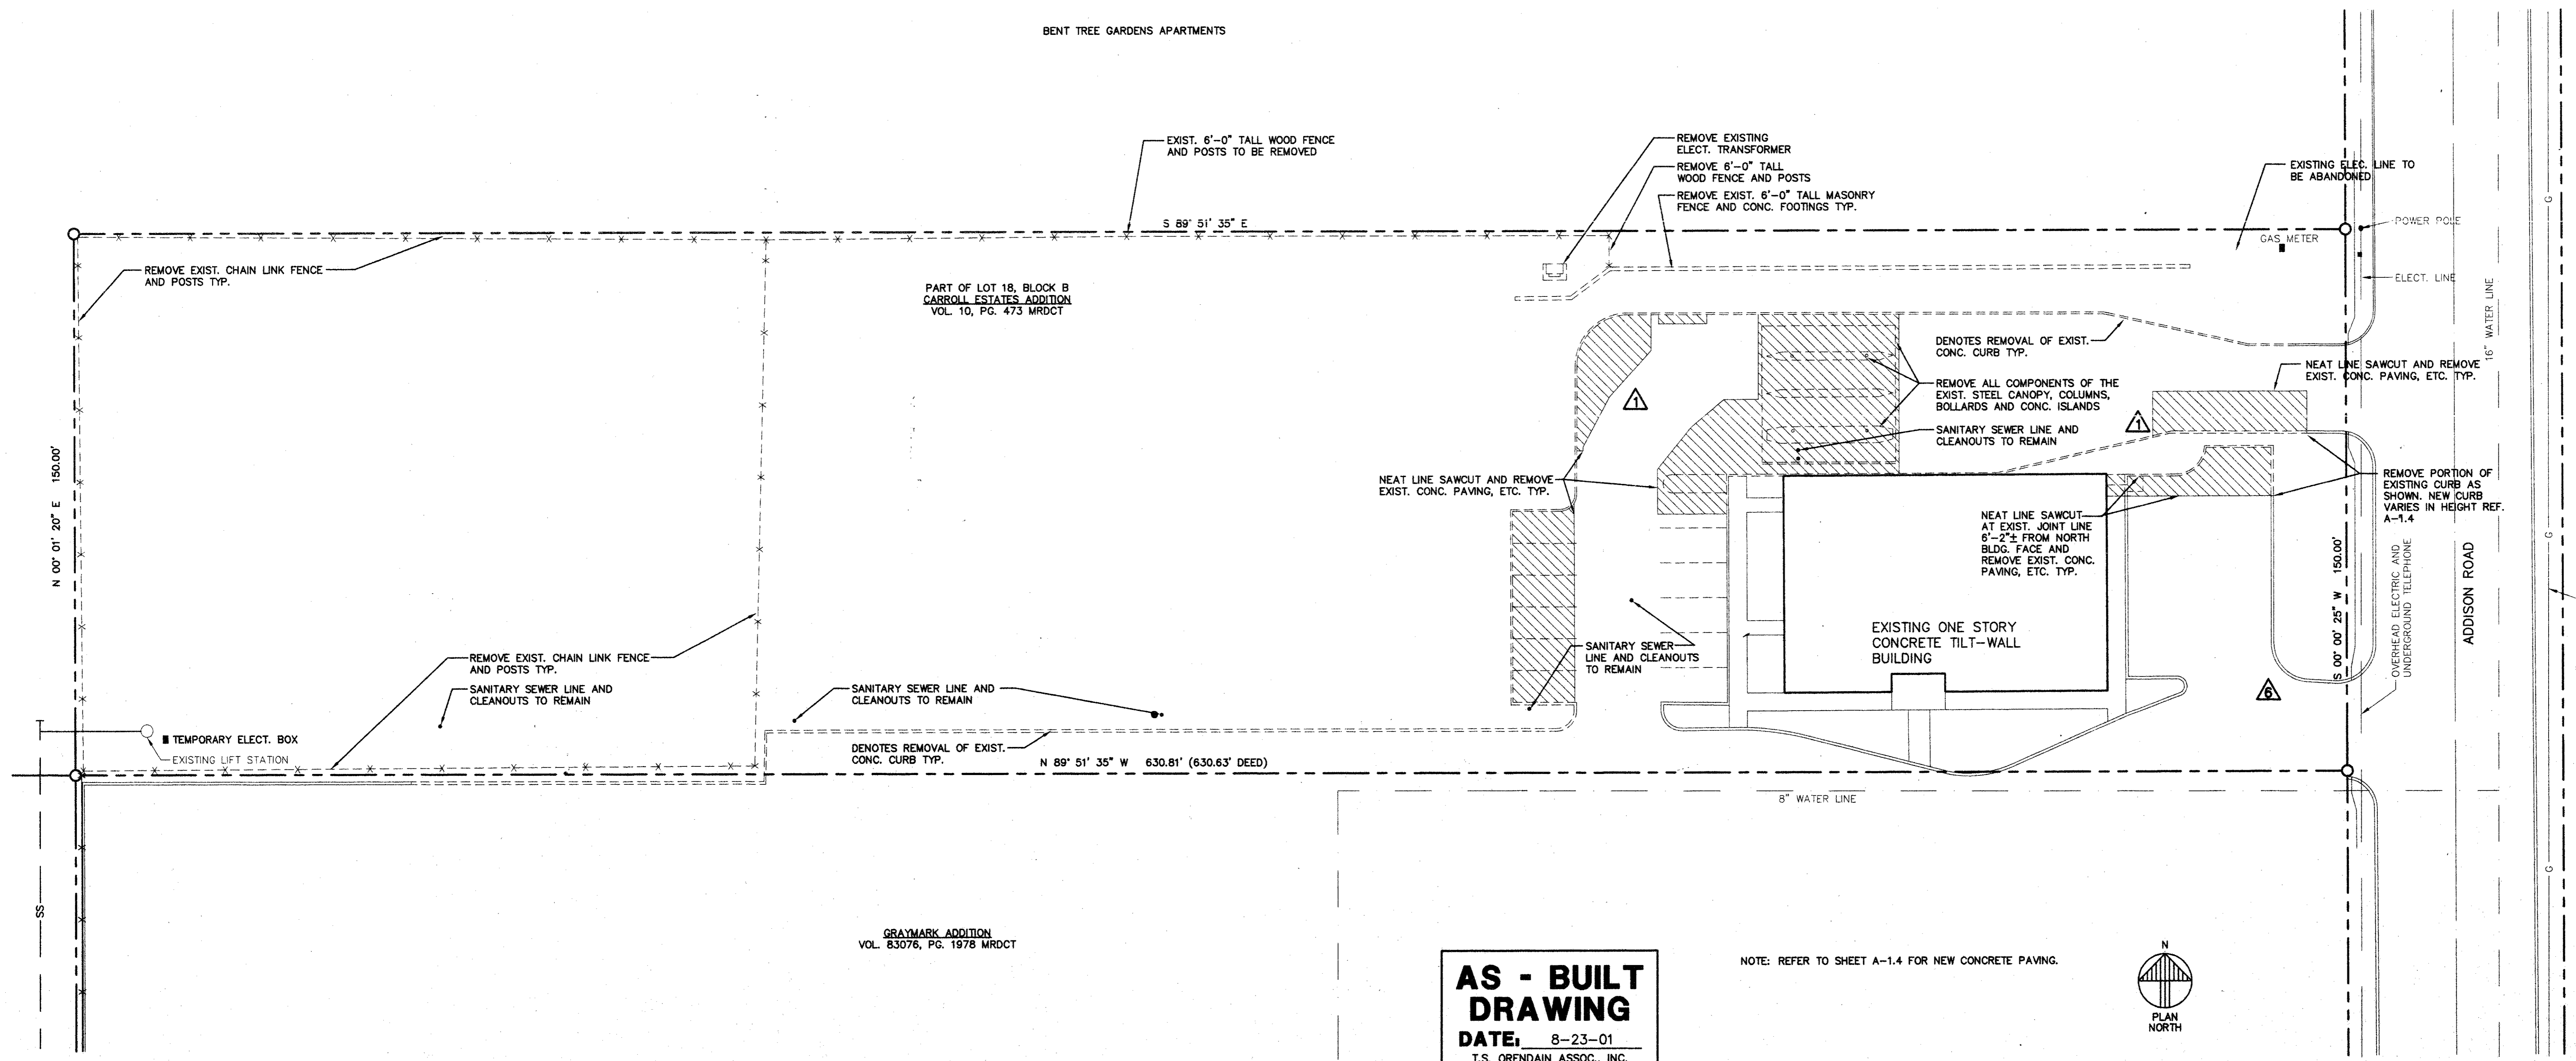 BENT TREE GARDENS APARTMENTS
EXIST. 6'-0" TALL WOOD FENCE
AND POSTS TO BE REMOVED
REMOVE EXISTING
ELECT. TRANSFORMER
REMOVE 6'-0" TALL
WOOD FENCE AND POSTS
REMOVE EXIST. 6'-0" TALL MASONRY
FENCE AND CONC. FOOTINGS TYP.
EXISTING ELEC. LINE TO
BE ABANDONED
POWER POLE
GAS METER
ELECT. LINE
16" WATER LINE
G
S 89° 51' 35" E
REMOVE EXIST. CHAIN LINK FENCE
AND POSTS TYP.
PART OF LOT 18, BLOCK B
CARROLL ESTATES ADDITION
VOL. 10, PG. 473 MRDCT
DENOTES REMOVAL OF EXIST.
CONC. CURB TYP.
NEAT LINE SAWCUT AND REMOVE
EXIST. CONC. PAVING, ETC. TYP.
REMOVE ALL COMPONENTS OF THE
EXIST. STEEL CANOPY, COLUMNS,
BOLLARDS AND CONC. ISLANDS
1
1
SANITARY SEWER LINE AND
CLEANOUTS TO REMAIN
N 00° 01' 20" E 150.00'
NEAT LINE SAWCUT AND REMOVE
EXIST. CONC. PAVING, ETC. TYP.
REMOVE PORTION OF
EXISTING CURB AS
SHOWN. NEW CURB
VARIES IN HEIGHT REF.
A-1.4
NEAT LINE SAWCUT
AT EXIST. JOINT LINE
6'-2"± FROM NORTH
BLDG. FACE AND
REMOVE EXIST. CONC.
PAVING, ETC. TYP.
G
S 00° 00' 25" W 150.00'
OVERHEAD ELECTRIC AND
UNDERGROUND TELEPHONE
ADDISON ROAD
EXISTING ONE STORY
CONCRETE TILT-WALL
BUILDING
SANITARY SEWER
LINE AND CLEANOUTS
TO REMAIN
6
REMOVE EXIST. CHAIN LINK FENCE
AND POSTS TYP.
SANITARY SEWER LINE AND
CLEANOUTS TO REMAIN
SANITARY SEWER LINE AND
CLEANOUTS TO REMAIN
TEMPORARY ELECT. BOX
EXISTING LIFT STATION
DENOTES REMOVAL OF EXIST.
CONC. CURB TYP.
N 89° 51' 35" W 630.81' (630.63' DEED)
8" WATER LINE
G
SS
GRAYMARK ADDITION
VOL. 83076, PG. 1978 MRDCT
AS - BUILT
DRAWING
DATE: 8-23-01
T.S. ORENDAIN ASSOC., INC.
NOTE: REFER TO SHEET A-1.4 FOR NEW CONCRETE PAVING.
N
PLAN
NORTH